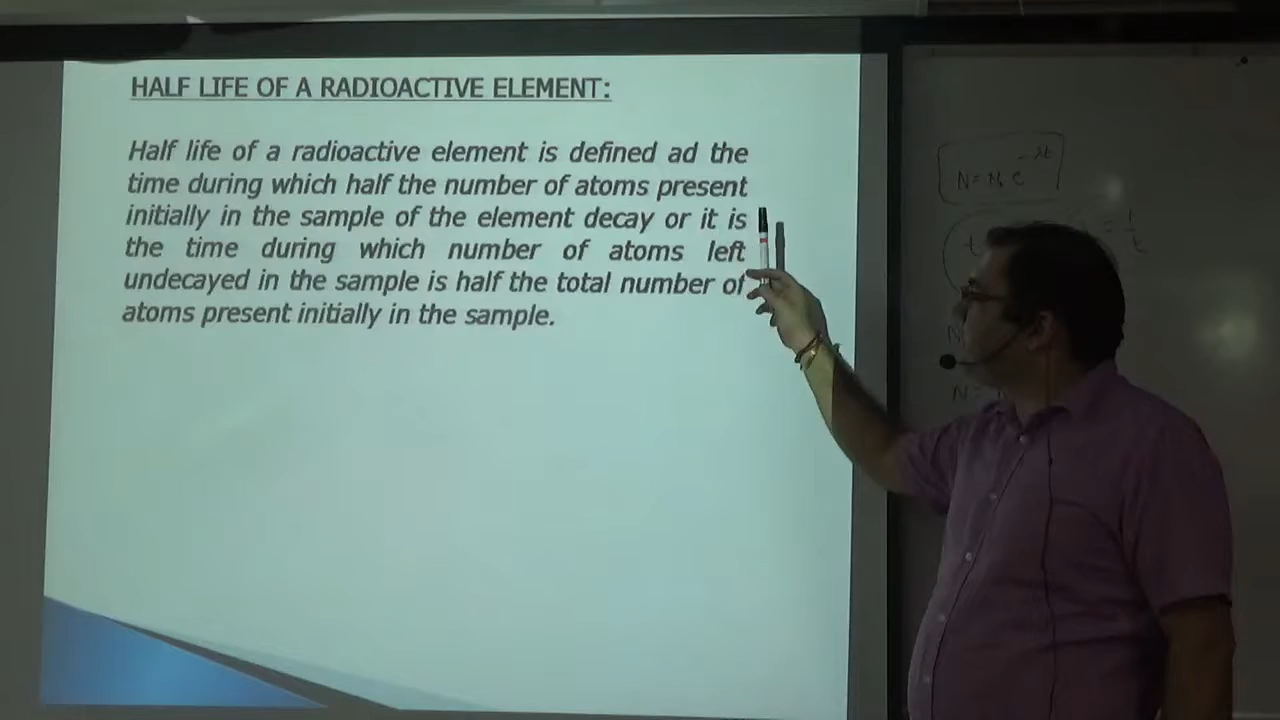 HALF LIFE OF A RADIOACTIVE ELEMENT:
Half life of a radioactive element is defined ad the
time during which half the number of atoms present
initially in the sample of the element decay or it is
the time during which number of atoms left
undecayed in the sample is half the total number of
atoms present initially in the sample.
N = N₀ e^-λt
= 1/t
t
N
N =